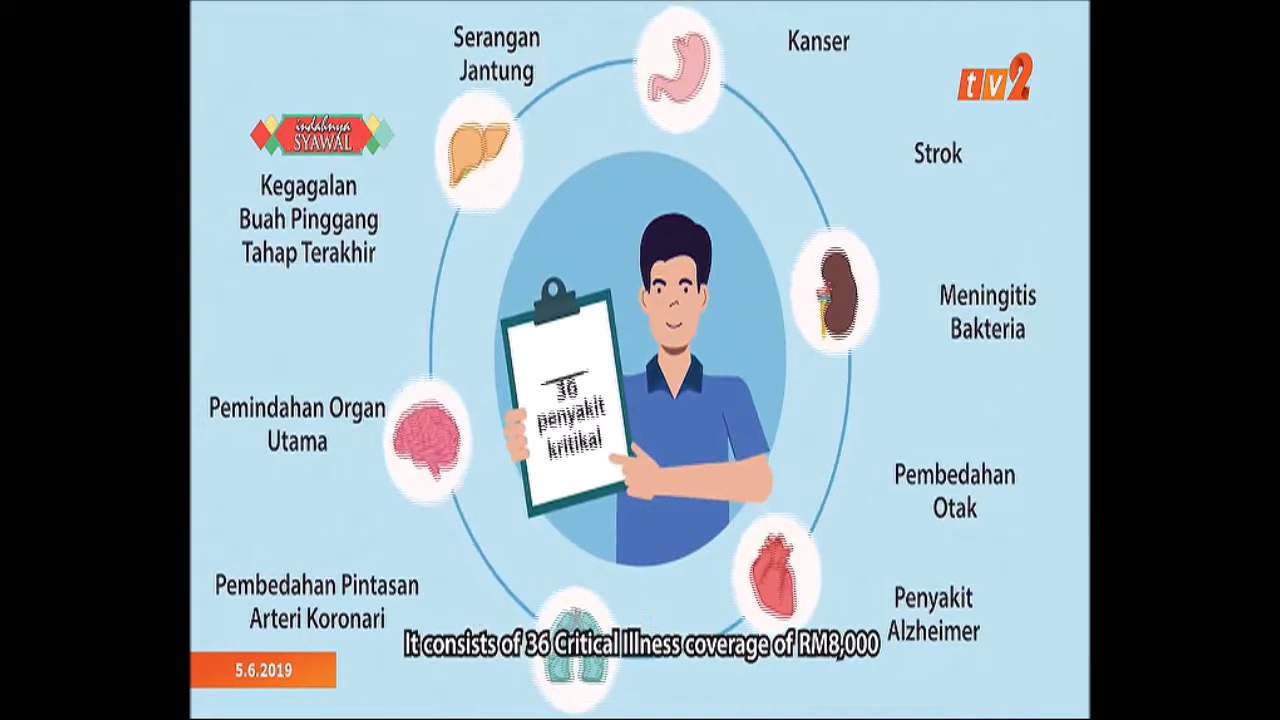 Serangan
Jantung
Kanser
tv2
indahnya
SYAWAL
Strok
Kegagalan
Buah Pinggang
Tahap Terakhir
Meningitis
Bakteria
36
penyakit
kritikal
Pemindahan Organ
Utama
Pembedahan
Otak
Pembedahan Pintasan
Arteri Koronari
Penyakit
Alzheimer
It consists of 36 Critical Illness coverage of RM8,000
5.6.2019